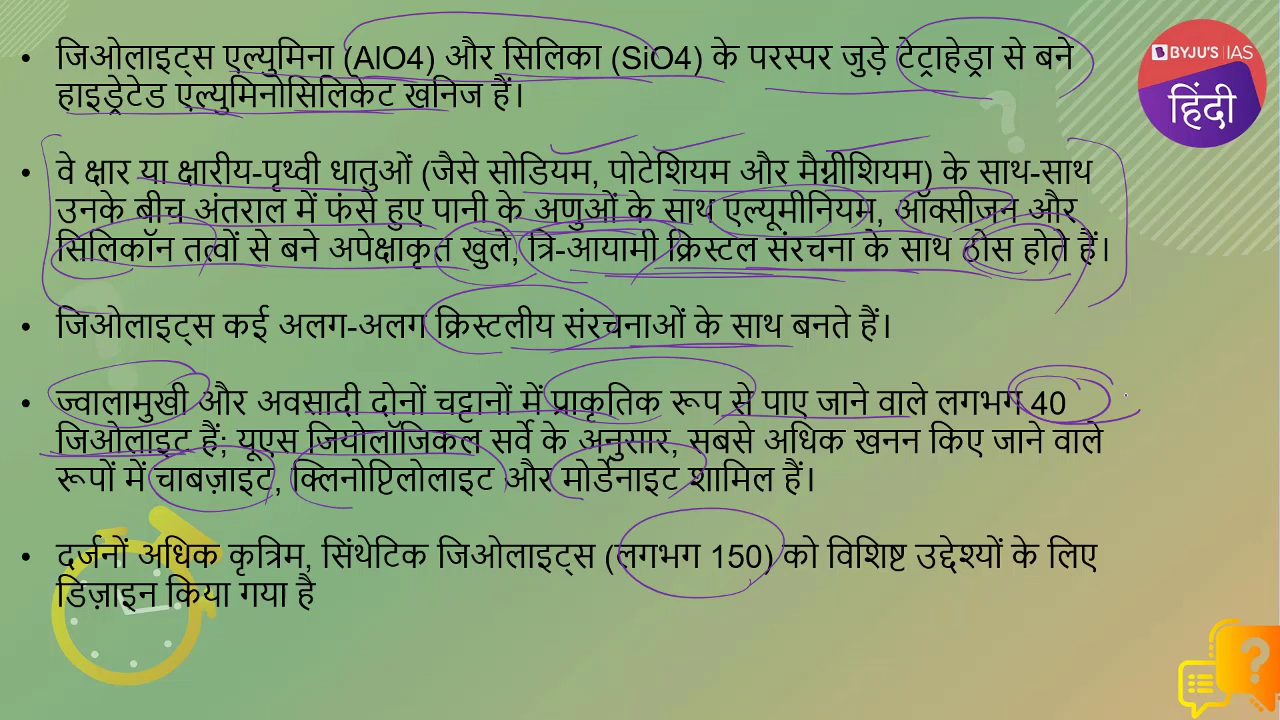 • जिओलाइट्स एल्युमिना (AlO4) और सिलिका (SiO4) के परस्पर जुड़े टेट्राहेड्रा से बने
हाइड्रेटेड एल्युमिनोसिलिकेट खनिज हैं।
• वे क्षार या क्षारीय-पृथ्वी धातुओं (जैसे सोडियम, पोटेशियम और मैग्नीशियम) के साथ-साथ
उनके बीच अंतराल में फंसे हुए पानी के अणुओं के साथ एल्यूमीनियम, ऑक्सीजन और
सिलिकॉन तत्वों से बने अपेक्षाकृत खुले, त्रि-आयामी क्रिस्टल संरचना के साथ ठोस होते हैं।
• जिओलाइट्स कई अलग-अलग क्रिस्टलीय संरचनाओं के साथ बनते हैं।
• ज्वालामुखी और अवसादी दोनों चट्टानों में प्राकृतिक रूप से पाए जाने वाले लगभग 40
जिओलाइट हैं; यूएस जियोलॉजिकल सर्वे के अनुसार, सबसे अधिक खनन किए जाने वाले
रूपों में चाबज़ाइट, क्लिनोप्टिलोलाइट और मोर्डेनाइट शामिल हैं।
• दर्जनों अधिक कृत्रिम, सिंथेटिक जिओलाइट्स (लगभग 150) को विशिष्ट उद्देश्यों के लिए
डिज़ाइन किया गया है
BYJU'S IAS
हिंदी